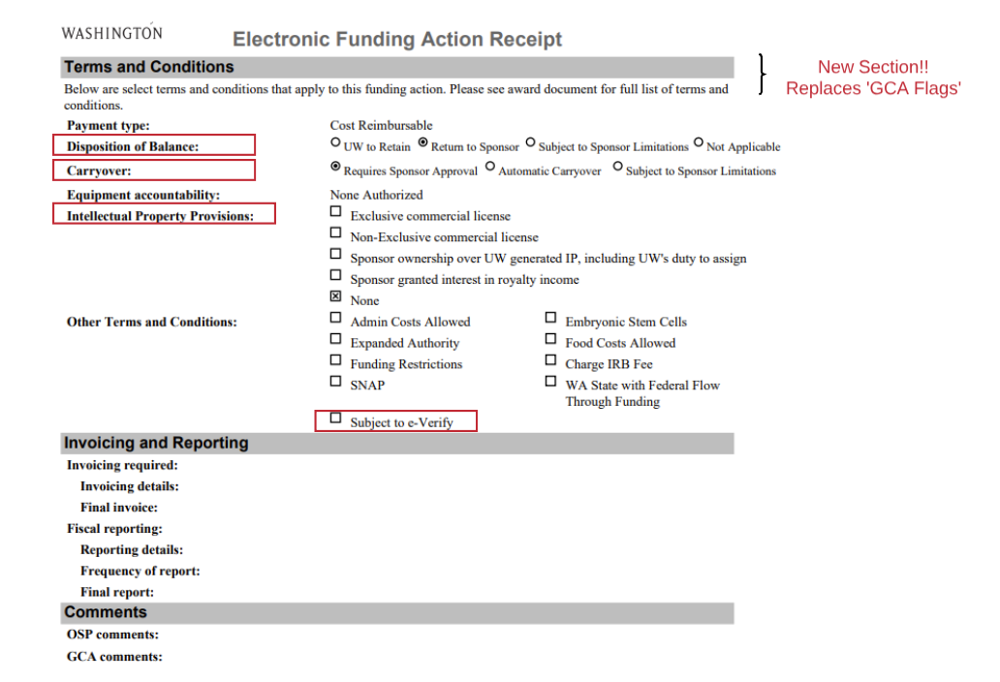 WASHINGTON
Electronic Funding Action Receipt
Terms and Conditions
New Section!!
Replaces 'GCA Flags'
Below are select terms and conditions that apply to this funding action. Please see award document for full list of terms and
conditions.
Payment type: Cost Reimbursable
Disposition of Balance: UW to Retain Return to Sponsor Subject to Sponsor Limitations Not Applicable
Carryover: Requires Sponsor Approval Automatic Carryover Subject to Sponsor Limitations
Equipment accountability: None Authorized
Intellectual Property Provisions: Exclusive commercial license
Non-Exclusive commercial license
Sponsor ownership over UW generated IP, including UW's duty to assign
Sponsor granted interest in royalty income
None
Other Terms and Conditions: Admin Costs Allowed Embryonic Stem Cells
Expanded Authority Food Costs Allowed
Funding Restrictions Charge IRB Fee
SNAP WA State with Federal Flow
Through Funding
Subject to e-Verify
Invoicing and Reporting
Invoicing required:
Invoicing details:
Final invoice:
Fiscal reporting:
Reporting details:
Frequency of report:
Final report:
Comments
OSP comments:
GCA comments: